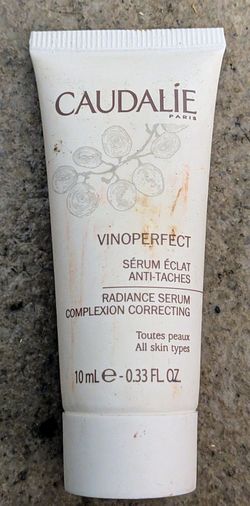 CAUDALÍE
PARIS
VINOPERFECT
SÉRUM ÉCLAT
ANTI-TACHES
RADIANCE SERUM
COMPLEXION CORRECTING
Toutes peaux
All skin types
10 mL e - 0.33 FL. OZ.